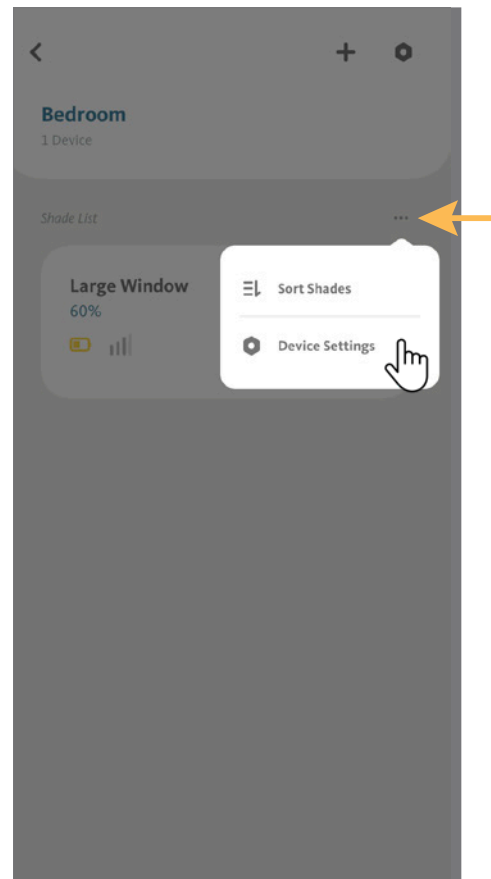 Bedroom
1 Device
Shade List
Large Window
60%
Sort Shades
Device Settings